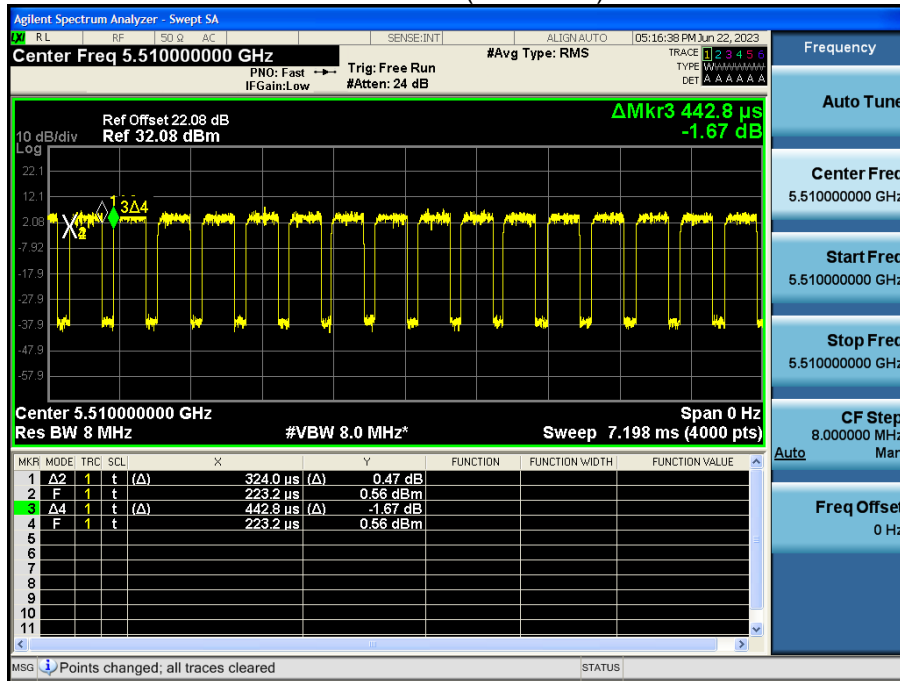 Agilent Spectrum Analyzer - Swept SA
LXI RL RF 50 Ω AC SENSE:INT ALIGN AUTO 05:16:38 PM Jun 22, 2023
Center Freq 5.510000000 GHz
PNO: Fast
IFGain:Low
Trig: Free Run
#Atten: 24 dB
#Avg Type: RMS
TRACE 1 2 3 4 5 6
TYPE
DET A A A A A A
Frequency
Auto Tune
Center Freq
5.510000000 GHz
Start Freq
5.510000000 GHz
Stop Freq
5.510000000 GHz
CF Step
8.000000 MHz
Auto Man
Freq Offset
0 Hz
ΔMkr3 442.8 µs
-1.67 dB
Ref Offset 22.08 dB
10 dB/div Ref 32.08 dBm
Log
22.1
12.1
2.08
-7.92
-17.9
-27.9
-37.9
-47.9
-57.9
1
3Δ4
2
Center 5.510000000 GHz Span 0 Hz
Res BW 8 MHz #VBW 8.0 MHz* Sweep 7.198 ms (4000 pts)
MKR MODE TRC SCL X Y FUNCTION FUNCTION WIDTH FUNCTION VALUE
1 Δ2 1 t (Δ) 324.0 µs (Δ) 0.47 dB
2 F 1 t 223.2 µs 0.56 dBm
3 Δ4 1 t (Δ) 442.8 µs (Δ) -1.67 dB
4 F 1 t 223.2 µs 0.56 dBm
5
6
7
8
9
10
11
MSG Points changed; all traces cleared STATUS